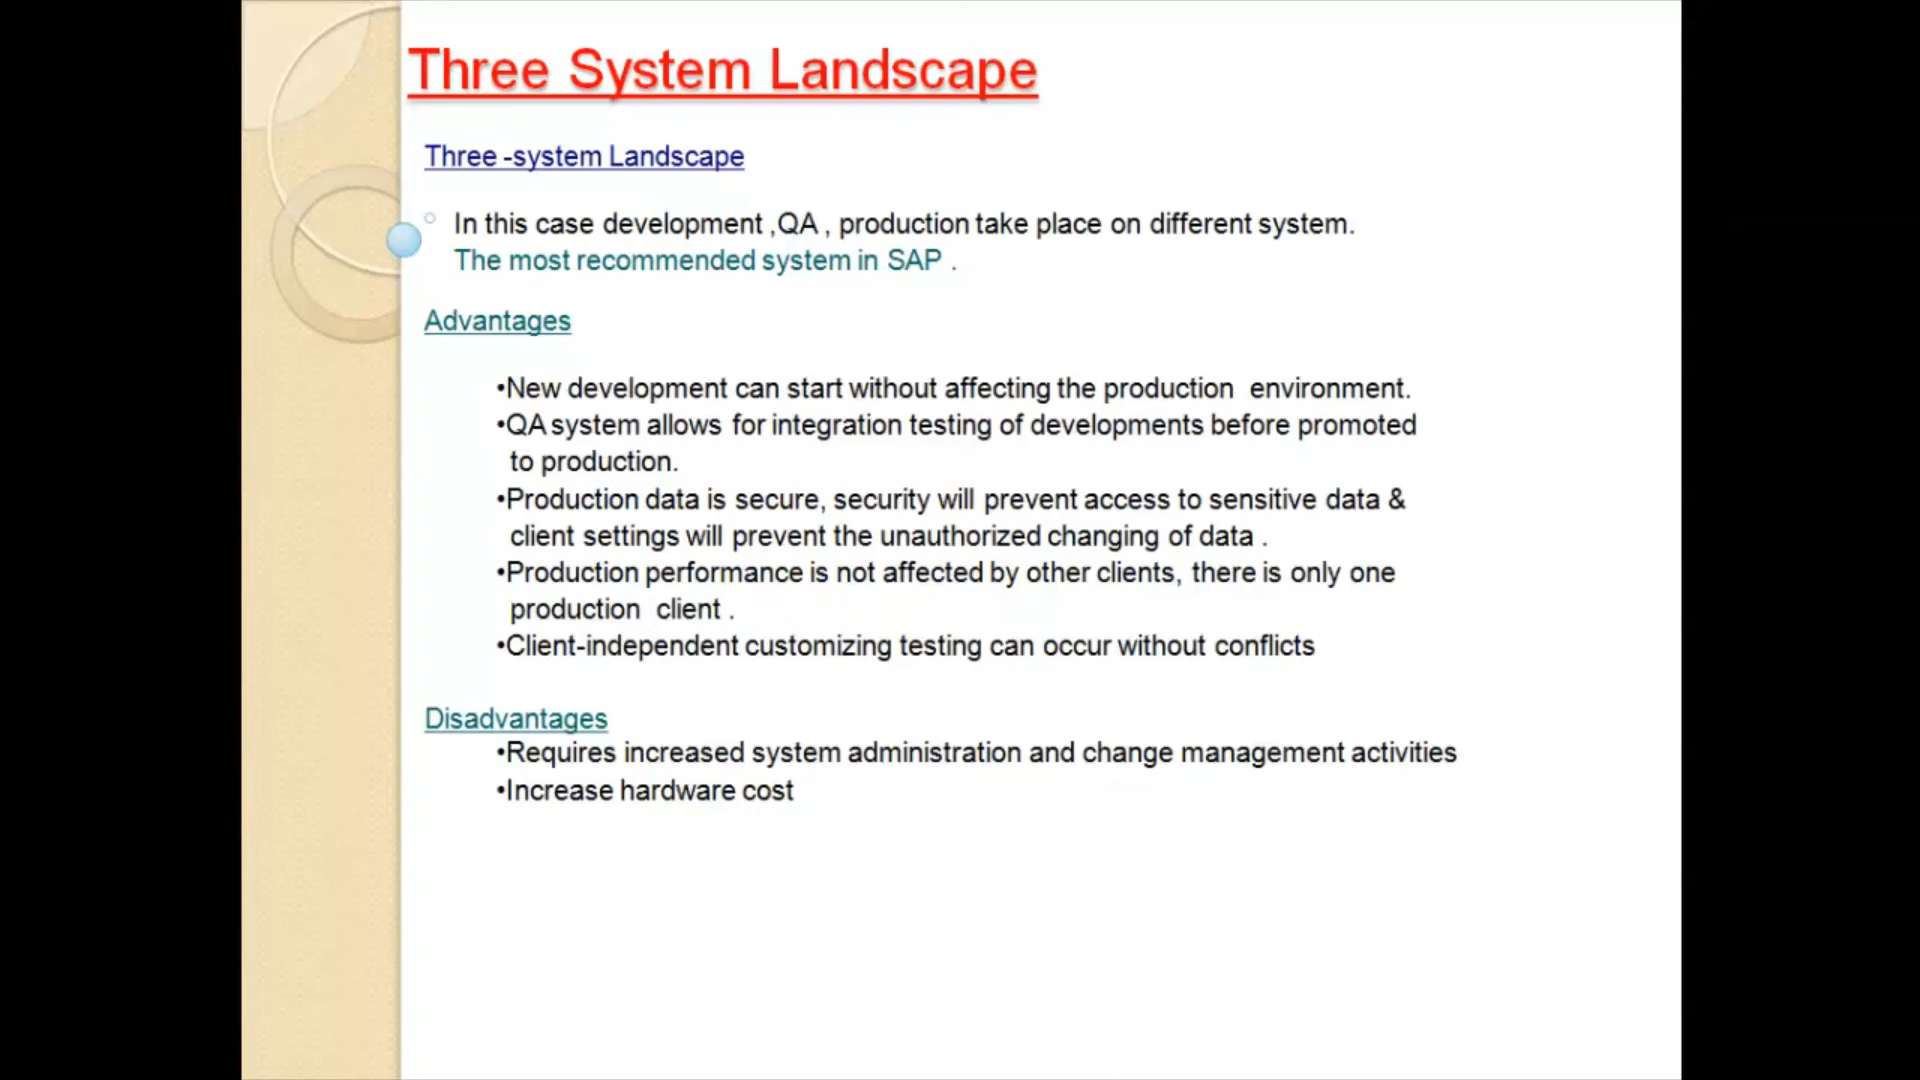 Three System Landscape
Three -system Landscape
In this case development ,QA , production take place on different system.
The most recommended system in SAP .
Advantages
•New development can start without affecting the production environment.
•QA system allows for integration testing of developments before promoted
to production.
•Production data is secure, security will prevent access to sensitive data &
client settings will prevent the unauthorized changing of data .
•Production performance is not affected by other clients, there is only one
production client .
•Client-independent customizing testing can occur without conflicts
Disadvantages
•Requires increased system administration and change management activities
•Increase hardware cost